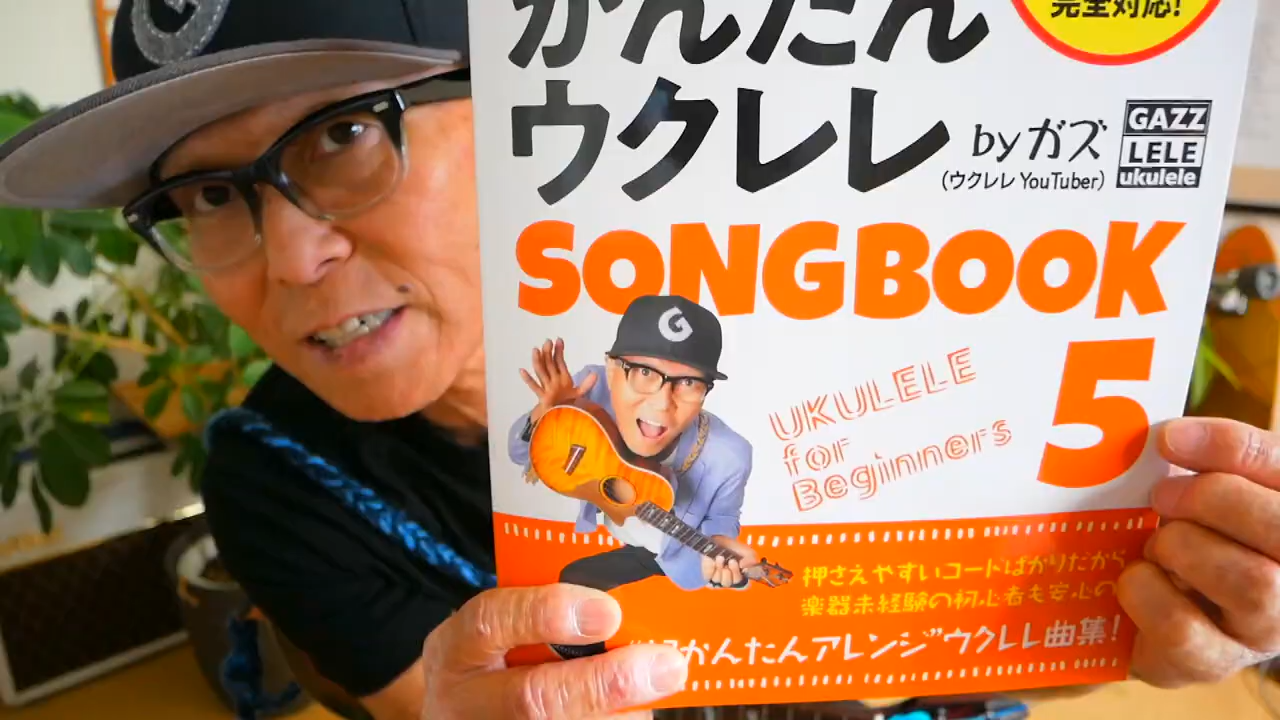 かんたん
完全対応!
ウクレレ
by ガズ
(ウクレレ YouTuber)
GAZZ
LELE
ukulele
SONGBOOK
5
UKULELE
for
Beginners
押さえやすいコードばかりだから
楽器未経験の初心者も安心の
かんたんアレンジ"ウクレレ曲集!
G
G